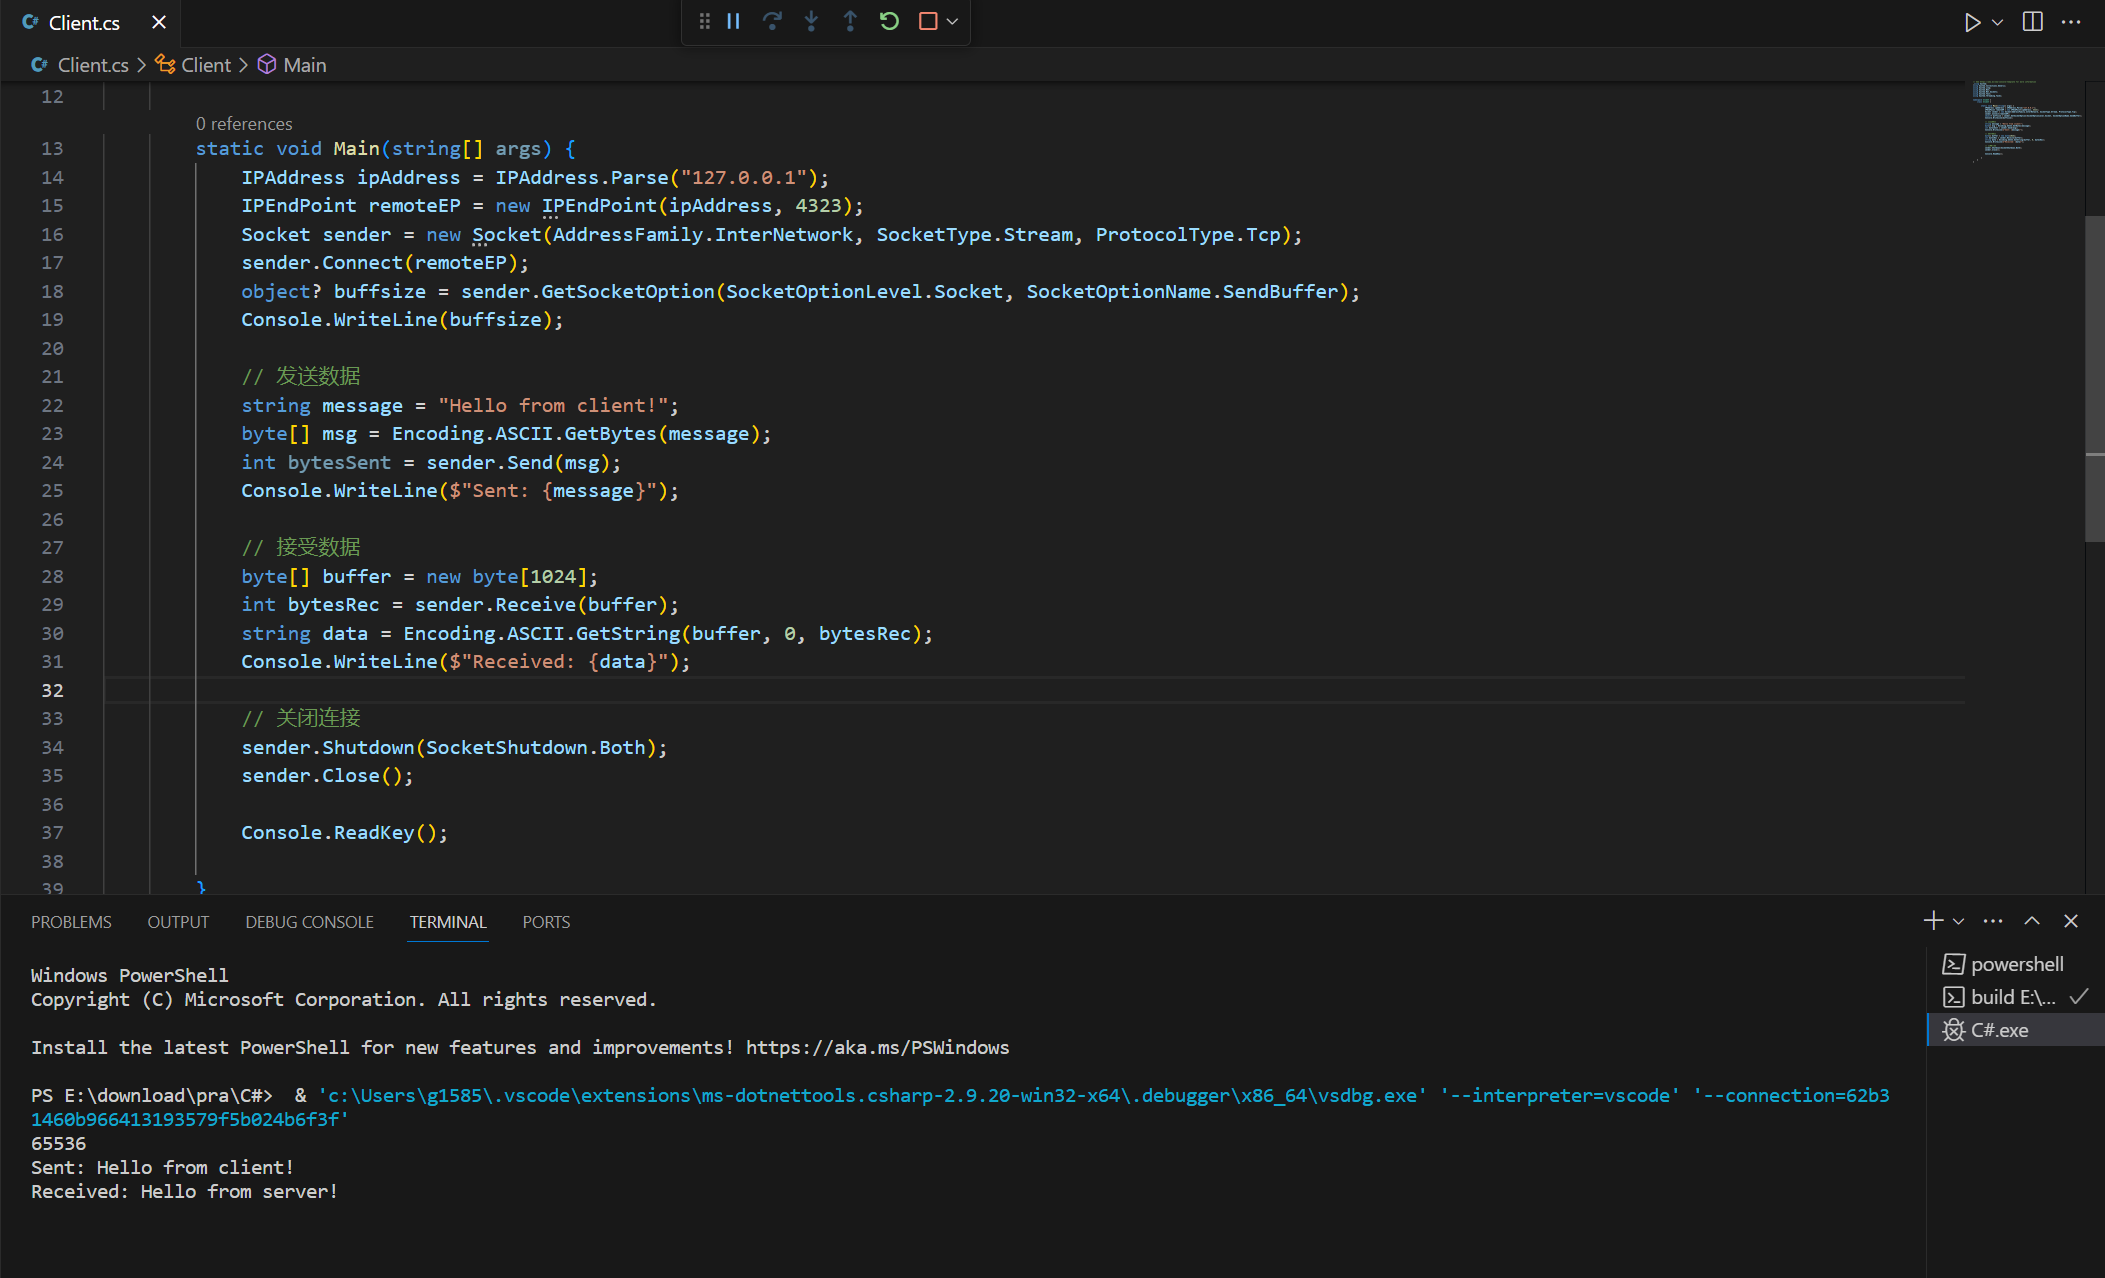 Client.cs
Client.cs > Client > Main
12
0 references
13 static void Main(string[] args) {
14 IPAddress ipAddress = IPAddress.Parse("127.0.0.1");
15 IPEndPoint remoteEP = new IPEndPoint(ipAddress, 4323);
16 Socket sender = new Socket(AddressFamily.InterNetwork, SocketType.Stream, ProtocolType.Tcp);
17 sender.Connect(remoteEP);
18 object? buffsize = sender.GetSocketOption(SocketOptionLevel.Socket, SocketOptionName.SendBuffer);
19 Console.WriteLine(buffsize);
20
21 // 发送数据
22 string message = "Hello from client!";
23 byte[] msg = Encoding.ASCII.GetBytes(message);
24 int bytesSent = sender.Send(msg);
25 Console.WriteLine($"Sent: {message}");
26
27 // 接受数据
28 byte[] buffer = new byte[1024];
29 int bytesRec = sender.Receive(buffer);
30 string data = Encoding.ASCII.GetString(buffer, 0, bytesRec);
31 Console.WriteLine($"Received: {data}");
32
33 // 关闭连接
34 sender.Shutdown(SocketShutdown.Both);
35 sender.Close();
36
37 Console.ReadKey();
38
39 }
PROBLEMS OUTPUT DEBUG CONSOLE TERMINAL PORTS
Windows PowerShell
Copyright (C) Microsoft Corporation. All rights reserved.
Install the latest PowerShell for new features and improvements! https://aka.ms/PSWindows
PS E:\download\pra\C#>  & 'c:\Users\g1585\.vscode\extensions\ms-dotnettools.csharp-2.9.20-win32-x64\.debugger\x86_64\vsdbg.exe' '--interpreter=vscode' '--connection=62b3
1460b966413193579f5b024b6f3f'
65536
Sent: Hello from client!
Received: Hello from server!
powershell
build E:\...
C#.exe